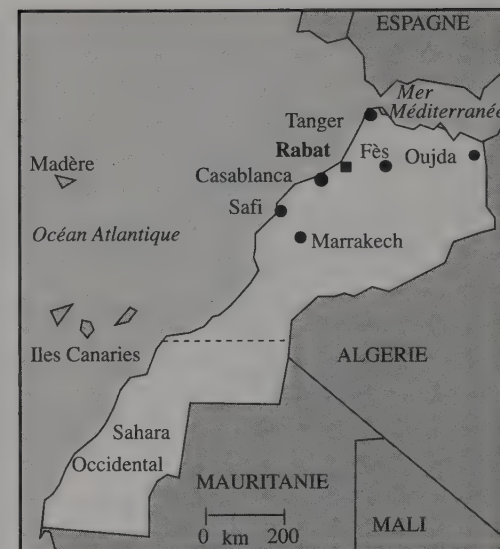 ESPAGNE
Mer
Méditerranée
Tanger
Rabat
Fès
Oujda
Madère
Casablanca
Safi
Océan Atlantique
Marrakech
Iles Canaries
ALGERIE
Sahara
Occidental
MAURITANIE
0 km 200
MALI